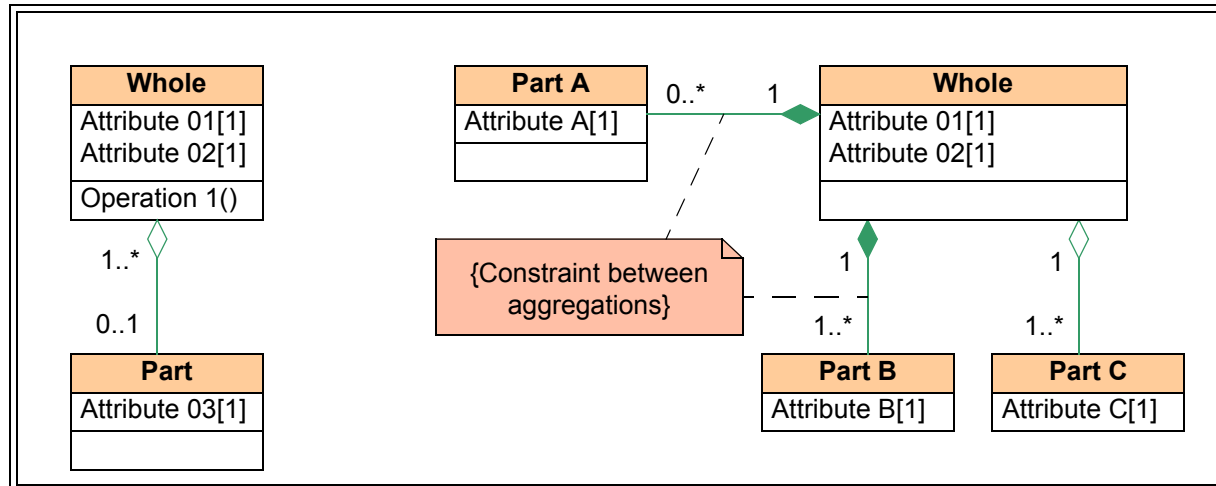 Whole
Attribute 01[1]
Attribute 02[1]
Operation 1()
1..*
0..1
Part
Attribute 03[1]
Part A
Attribute A[1]
0..*
1
Whole
Attribute 01[1]
Attribute 02[1]
{Constraint between
aggregations}
1
1..*
1
1..*
Part B
Attribute B[1]
Part C
Attribute C[1]